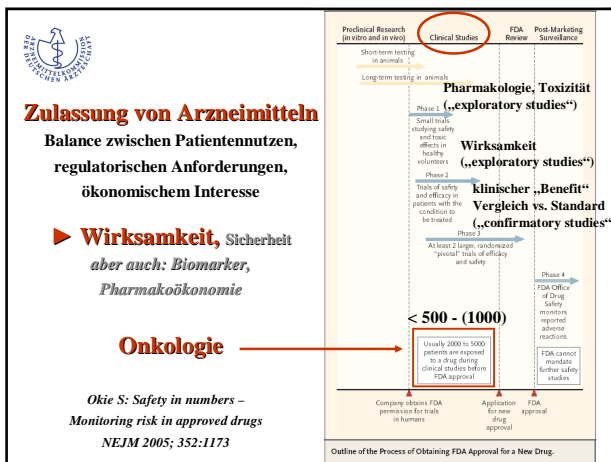 ARZNEIMITTELKOMMISSION
DER DEUTSCHEN ÄRZTESCHAFT
Zulassung von Arzneimitteln
Balance zwischen Patientennutzen,
regulatorischen Anforderungen,
ökonomischem Interesse
► Wirksamkeit, Sicherheit
aber auch: Biomarker,
Pharmakoökonomie
Onkologie
Okie S: Safety in numbers –
Monitoring risk in approved drugs
NEJM 2005; 352:1173
Preclinical Research
(in vitro and in vivo)
Clinical Studies
FDA
Review
Post-Marketing
Surveillance
Short-term testing
in animals
Long-term testing in animals
Pharmakologie, Toxizität
(„exploratory studies“)
Phase 1
Small trials
studying safety
and toxic
effects in
healthy
volunteers
Wirksamkeit
(„exploratory studies“)
Phase 2
Trials of safety
and efficacy in
patients with the
condition to
be treated
klinischer „Benefit“
Vergleich vs. Standard
(„confirmatory studies“
Phase 3
At least 2 larger, randomized
"pivotal" trials of efficacy
and safety
Phase 4
FDA Office
of Drug
Safety
monitors
reported
adverse
reactions
< 500 - (1000)
Usually 2000 to 5000
patients are exposed
to a drug during
clinical studies before
FDA approval
FDA cannot
mandate
further safety
studies
Company obtains FDA
permission for trials
in humans
Application
for new
drug
approval
FDA
approval
Outline of the Process of Obtaining FDA Approval for a New Drug.